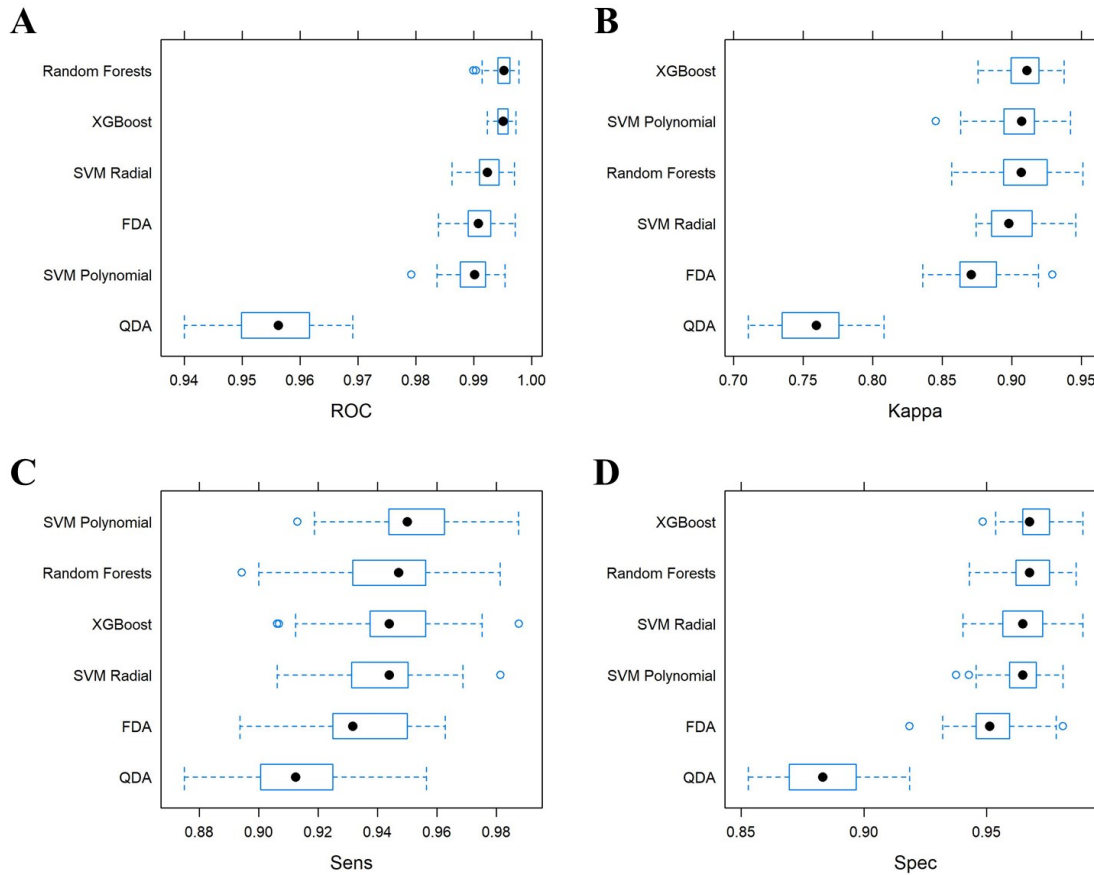 A
Random Forests
XGBoost
SVM Radial
FDA
SVM Polynomial
QDA
0.94 0.95 0.96 0.97 0.98 0.99 1.00
ROC
B
XGBoost
SVM Polynomial
Random Forests
SVM Radial
FDA
QDA
0.70 0.75 0.80 0.85 0.90 0.95
Kappa
C
SVM Polynomial
Random Forests
XGBoost
SVM Radial
FDA
QDA
0.88 0.90 0.92 0.94 0.96 0.98
Sens
D
XGBoost
Random Forests
SVM Radial
SVM Polynomial
FDA
QDA
0.85 0.90 0.95
Spec